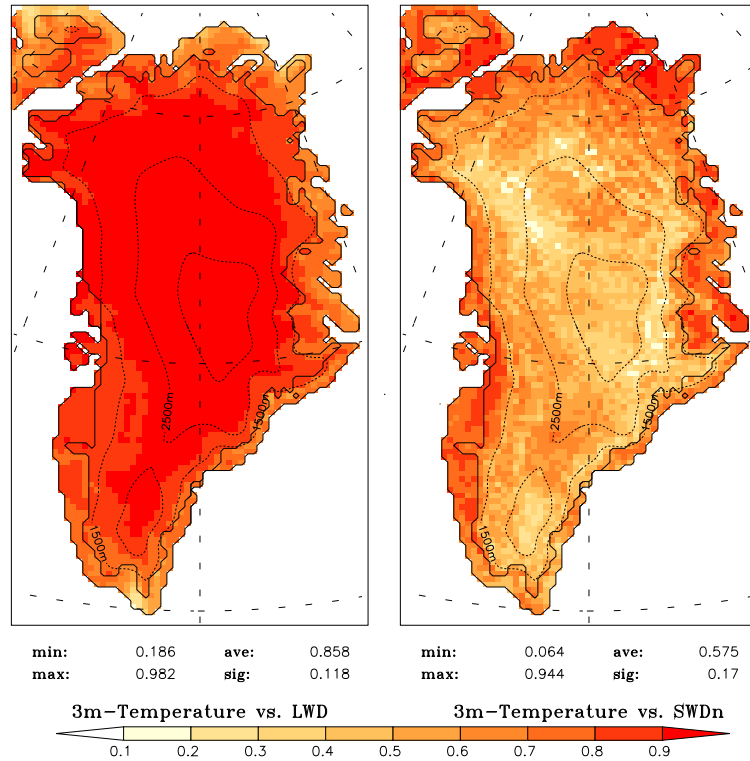 2500m
1500m
1500m
2500m
1500m
1500m
min: 0.186 ave: 0.858
max: 0.982 sig: 0.118
min: 0.064 ave: 0.575
max: 0.944 sig: 0.17
3m-Temperature vs. LWD
3m-Temperature vs. SWDn
0.1 0.2 0.3 0.4 0.5 0.6 0.7 0.8 0.9